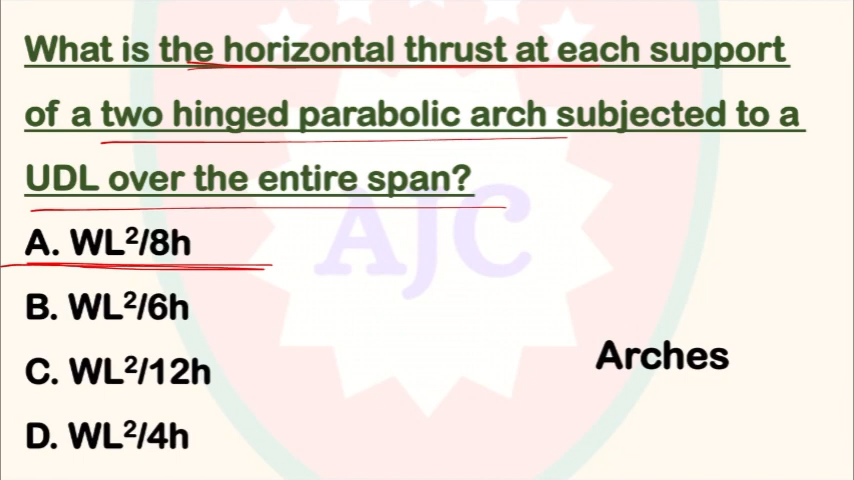 What is the horizontal thrust at each support
of a two hinged parabolic arch subjected to a
UDL over the entire span?
A. WL²/8h
B. WL²/6h
C. WL²/12h
D. WL²/4h
Arches
AJC